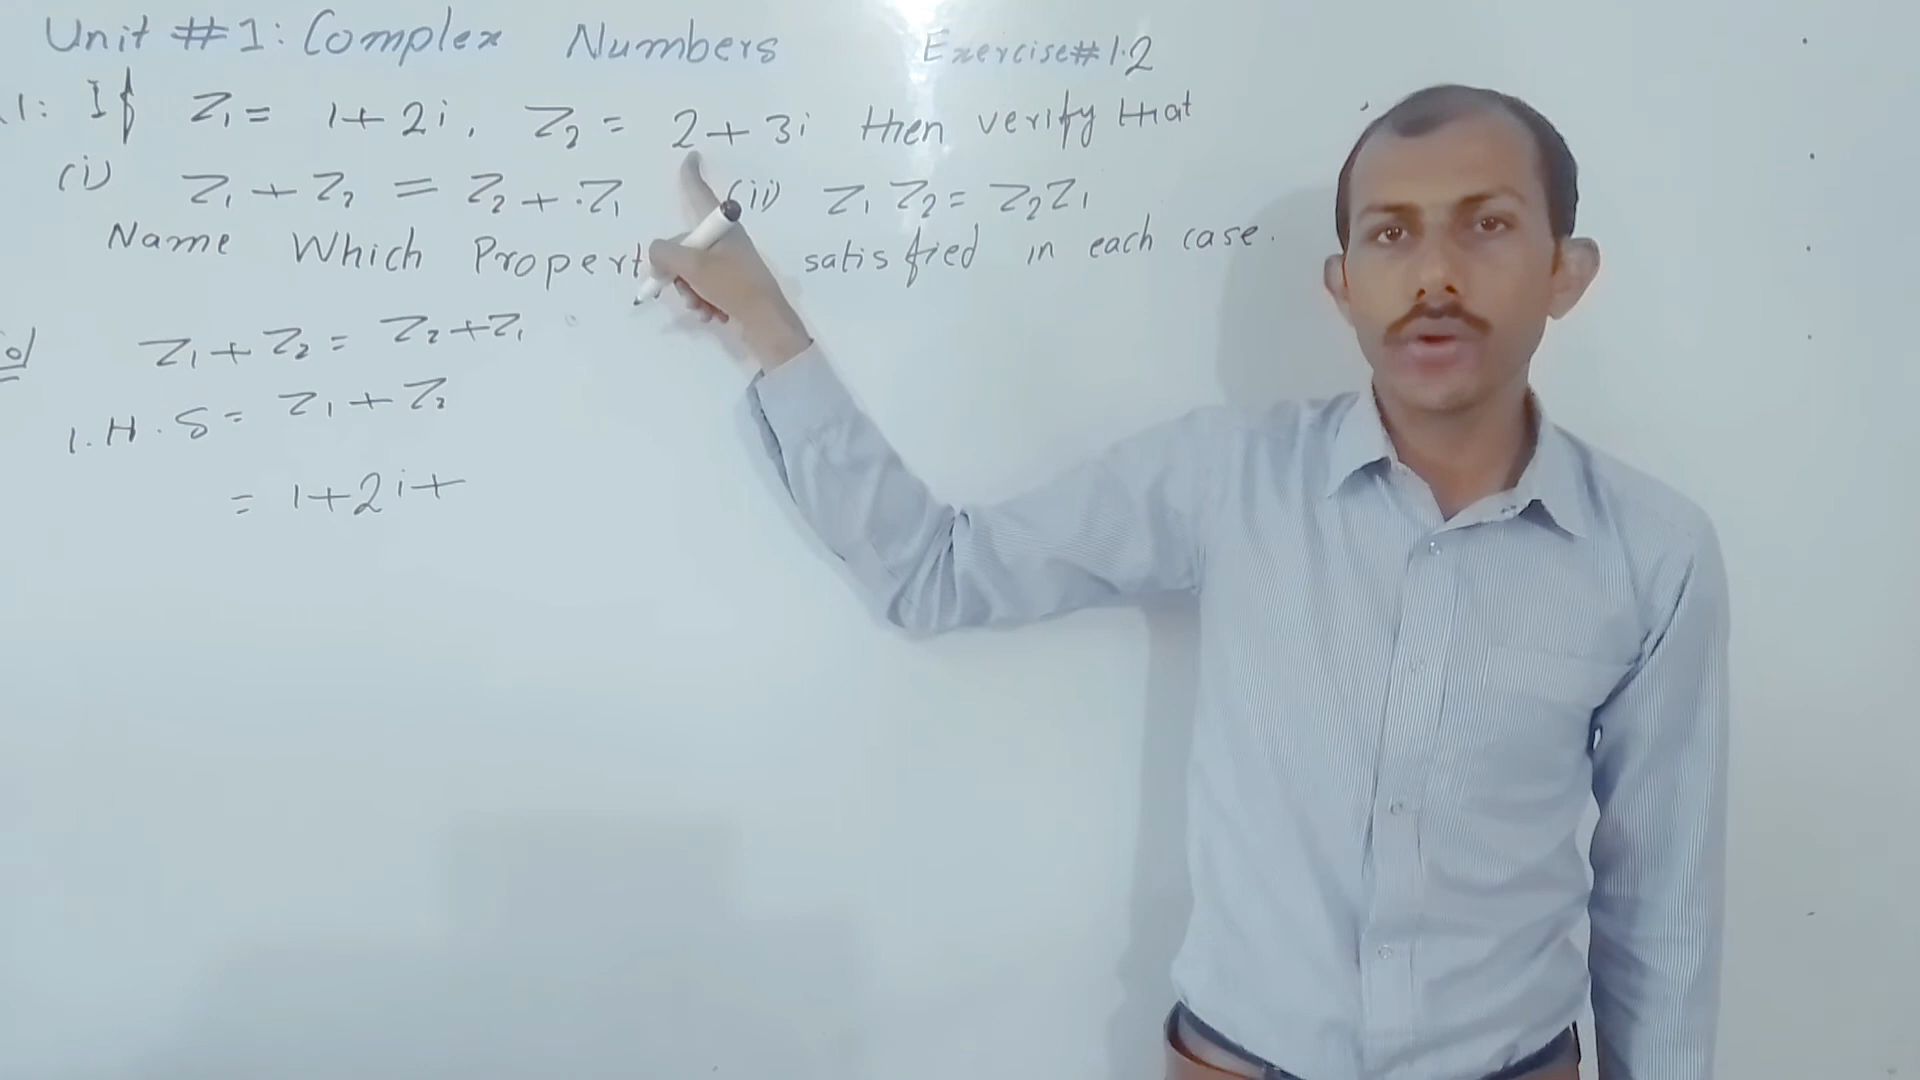 Unit #1: Complex Numbers Exercise#1.2
1: If Z₁ = 1+2i, Z₂ = 2+3i then verify that
(i) Z₁ + Z₂ = Z₂ + Z₁ (ii) Z₁ Z₂ = Z₂Z₁
Name Which Propert satisfied in each case.
Z₁+Z₂ = Z₂+Z₁
L.H.S = Z₁+Z₂
= 1+2i+